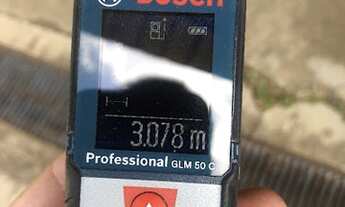 BOSCH
3.078 m
Professional GLM 50 C